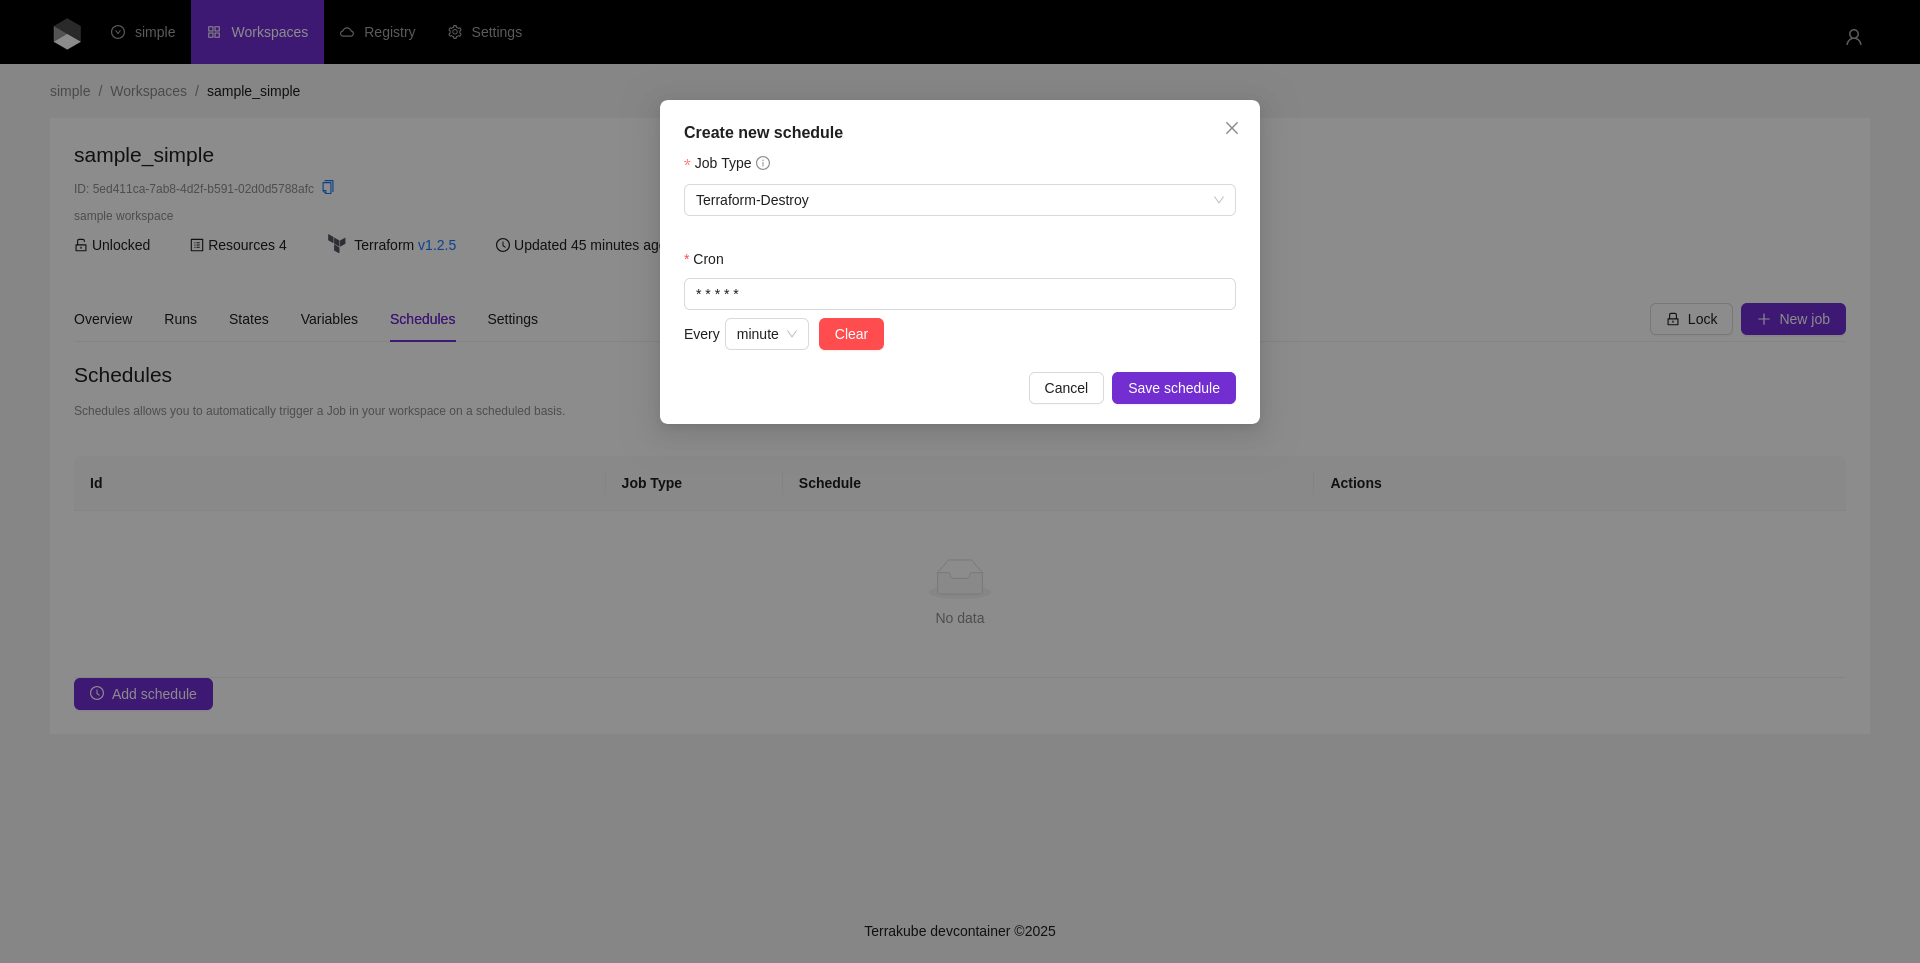 simple
Workspaces
Registry
Settings
simple / Workspaces / sample_simple
sample_simple
ID: 5ed411ca-7ab8-4d2f-b591-02d0d5788afc
sample workspace
Unlocked
Resources 4
Terraform v1.2.5
Updated 45 minutes ago
Overview
Runs
States
Variables
Schedules
Settings
Lock
New job
Schedules
Schedules allows you to automatically trigger a Job in your workspace on a scheduled basis.
Id
Job Type
Schedule
Actions
No data
Add schedule
Create new schedule
* Job Type
Terraform-Destroy
* Cron
* * * * *
Every
minute
Clear
Cancel
Save schedule
Terrakube devcontainer ©2025